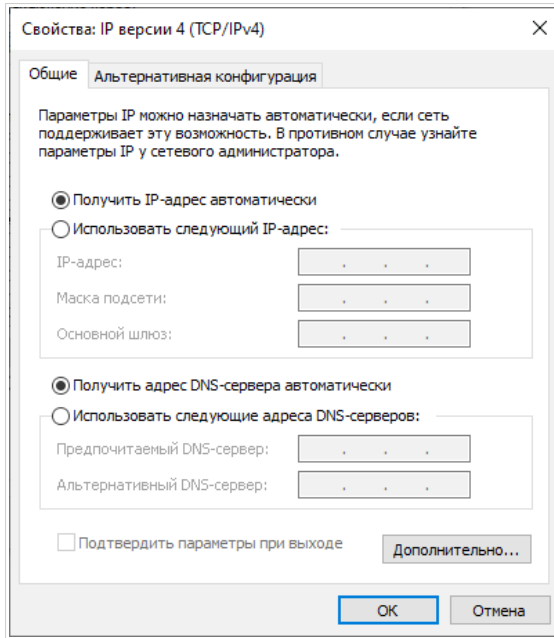 Свойства: IP версии 4 (TCP/IPv4)
Общие
Альтернативная конфигурация
Параметры IP можно назначать автоматически, если сеть
поддерживает эту возможность. В противном случае узнайте
параметры IP у сетевого администратора.
Получить IP-адрес автоматически
Использовать следующий IP-адрес:
IP-адрес:
Маска подсети:
Основной шлюз:
Получить адрес DNS-сервера автоматически
Использовать следующие адреса DNS-серверов:
Предпочитаемый DNS-сервер:
Альтернативный DNS-сервер:
Подтвердить параметры при выходе
Дополнительно...
ОК
Отмена